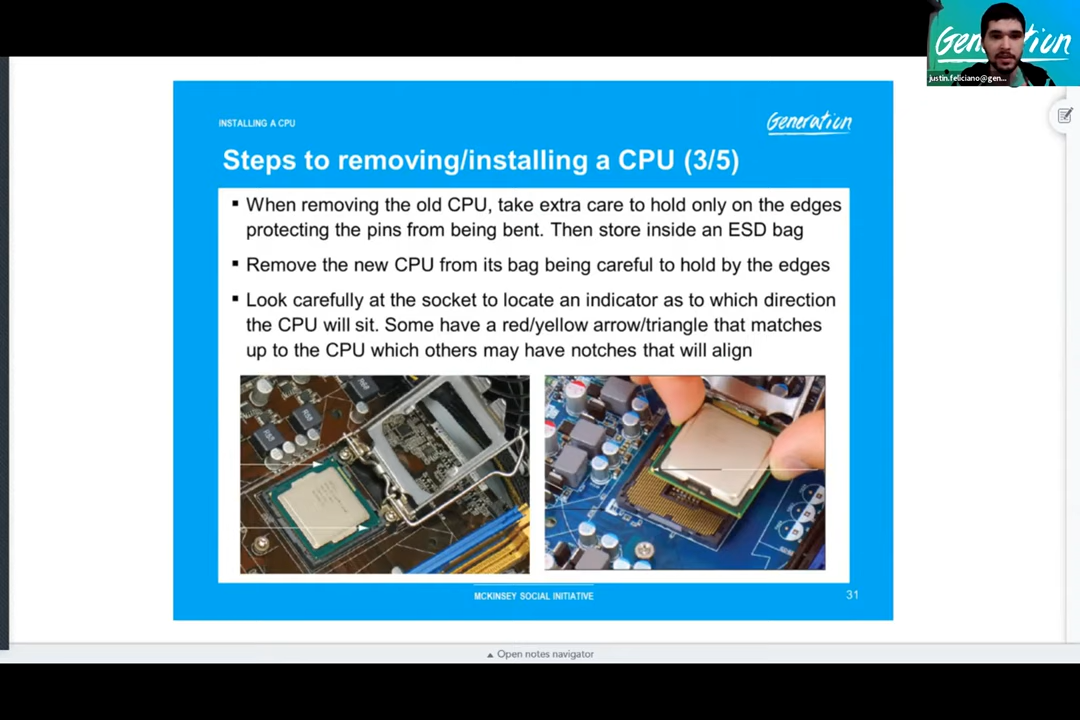 Generation
justin.feliciano@gen...
INSTALLING A CPU
Generation
Steps to removing/installing a CPU (3/5)
▪ When removing the old CPU, take extra care to hold only on the edges
protecting the pins from being bent. Then store inside an ESD bag
▪ Remove the new CPU from its bag being careful to hold by the edges
▪ Look carefully at the socket to locate an indicator as to which direction
the CPU will sit. Some have a red/yellow arrow/triangle that matches
up to the CPU which others may have notches that will align
MCKINSEY SOCIAL INITIATIVE
31
▲ Open notes navigator